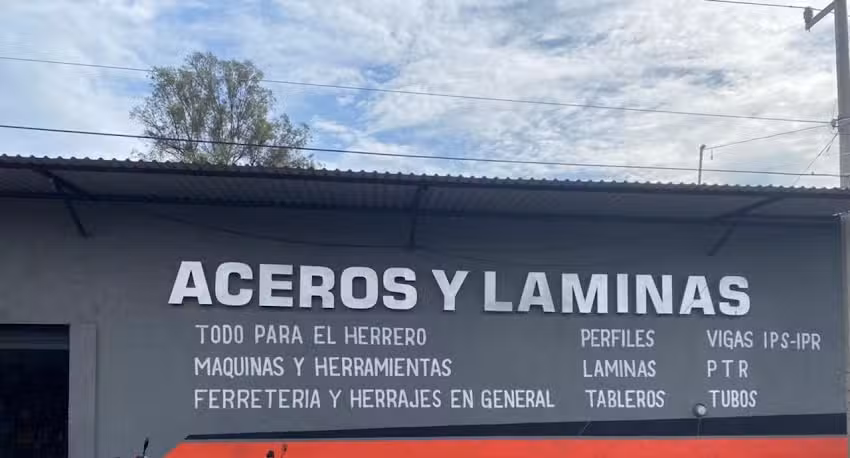 ACEROS Y LAMINAS
TODO PARA EL HERRERO
MAQUINAS Y HERRAMIENTAS
FERRETERIA Y HERRAJES EN GENERAL
PERFILES
LAMINAS
TABLEROS
VIGAS IPS-IPR
PTR
TUBOS